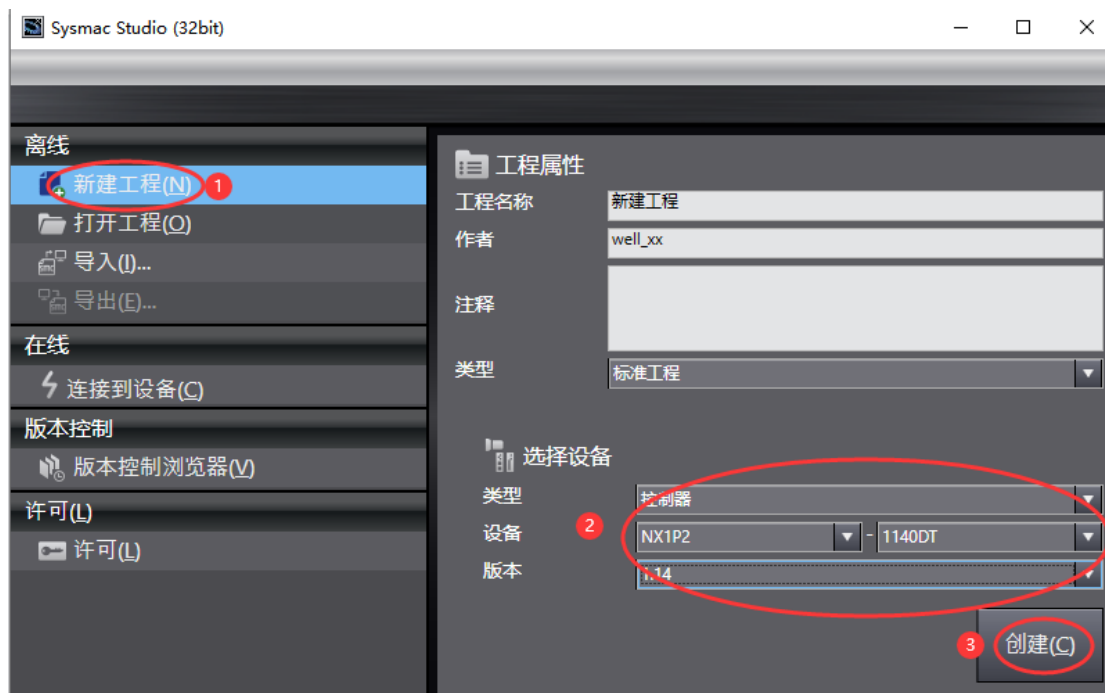 Sysmac Studio (32bit)
离线
新建工程(N) 1
打开工程(O)
导入(I)...
导出(E)...
在线
连接到设备(C)
版本控制
版本控制浏览器(V)
许可(L)
许可(L)
工程属性
工程名称 新建工程
作者 well_xx
注释
类型 标准工程
选择设备
类型 控制器
设备 2 NX1P2 - 1140DT
版本 1.14
3 创建(C)